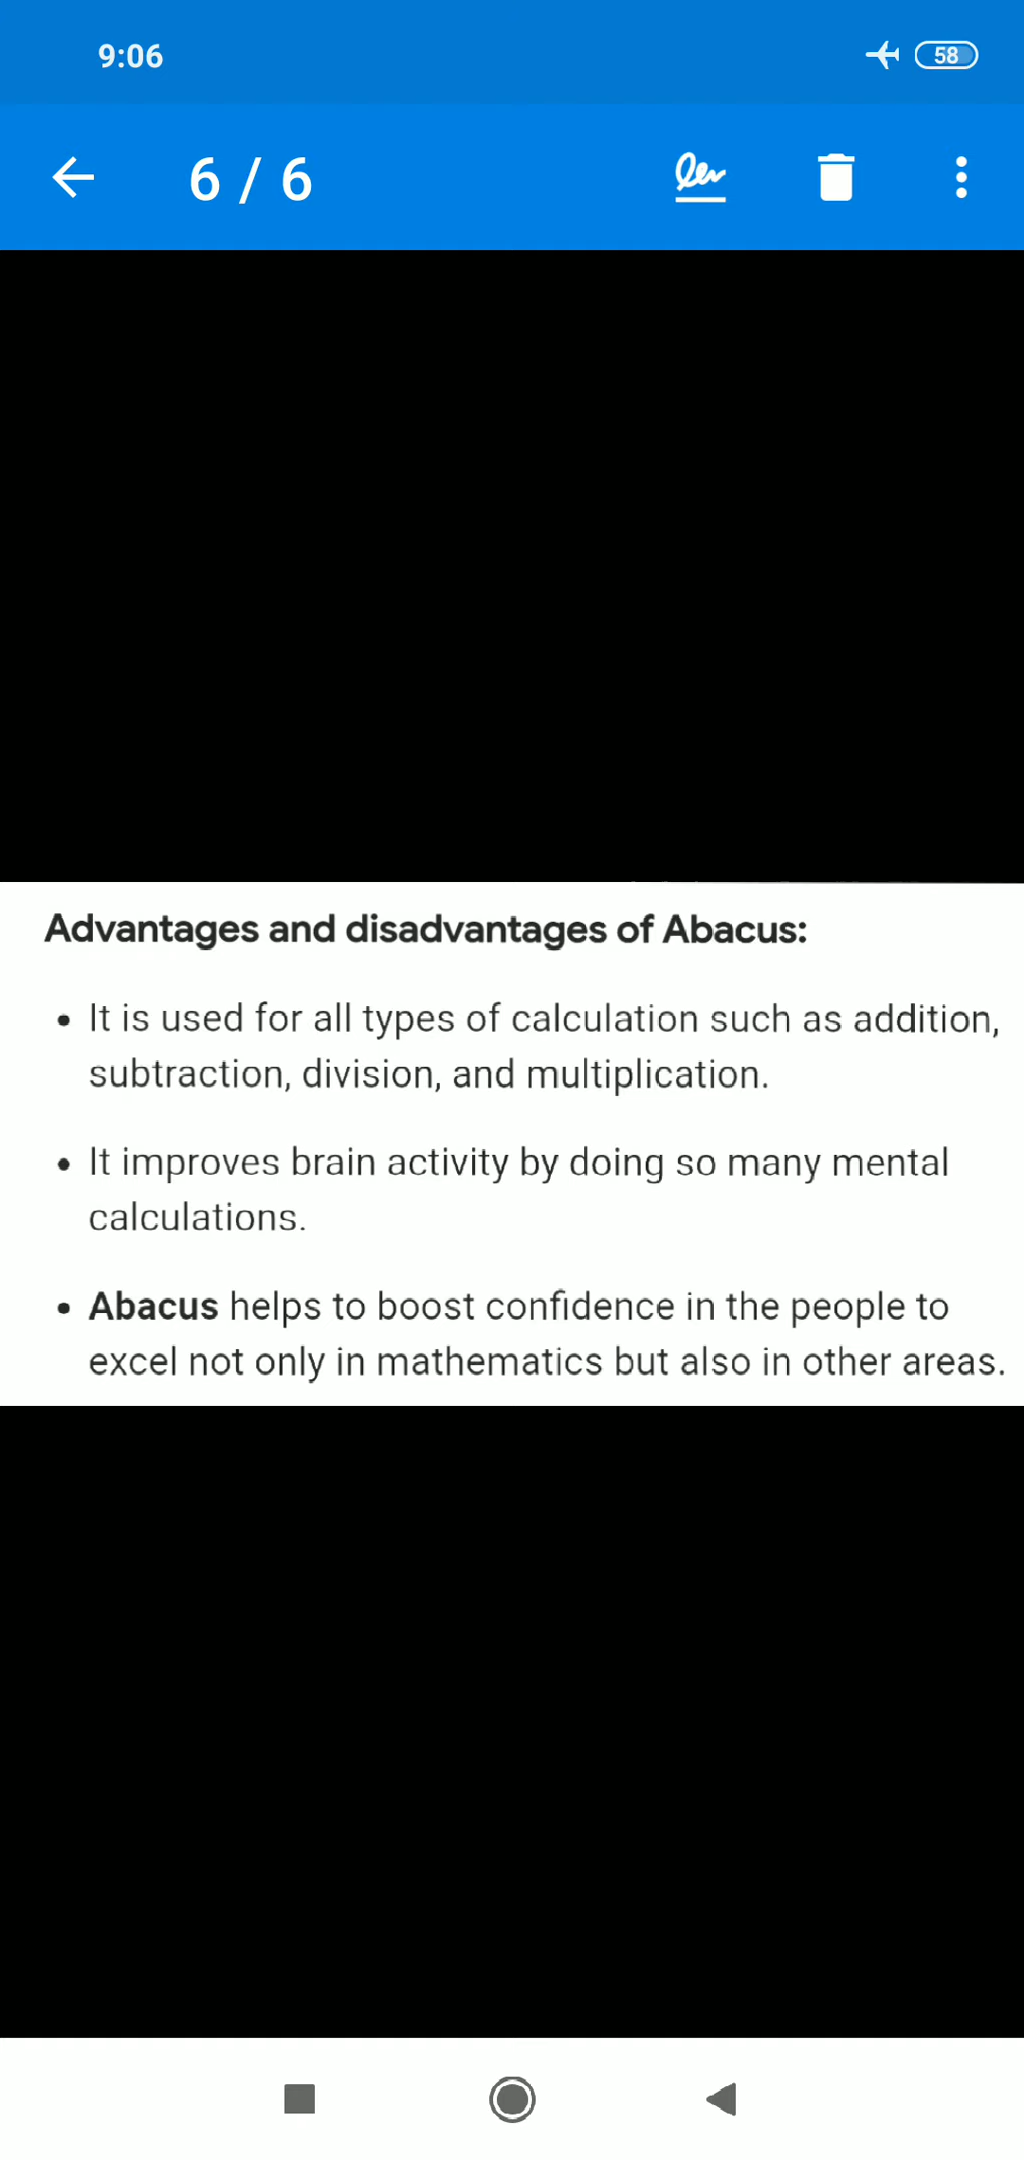 9:06
58
6 / 6
Advantages and disadvantages of Abacus:
• It is used for all types of calculation such as addition,
subtraction, division, and multiplication.
• It improves brain activity by doing so many mental
calculations.
• Abacus helps to boost confidence in the people to
excel not only in mathematics but also in other areas.